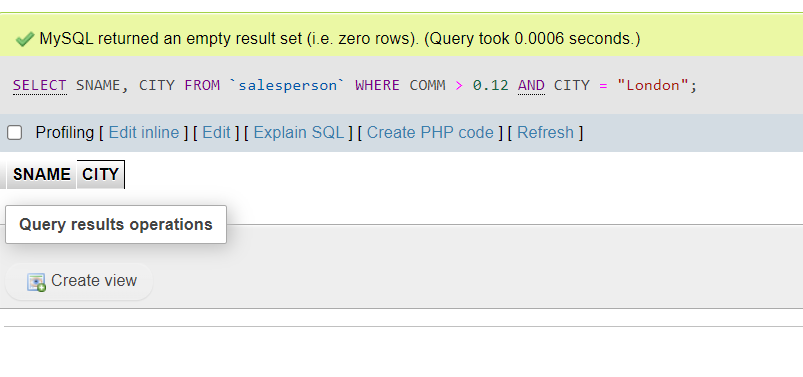 MySQL returned an empty result set (i.e. zero rows). (Query took 0.0006 seconds.)
SELECT SNAME, CITY FROM `salesperson` WHERE COMM > 0.12 AND CITY = "London";
Profiling [ Edit inline ] [ Edit ] [ Explain SQL ] [ Create PHP code ] [ Refresh ]
SNAME CITY
Query results operations
Create view